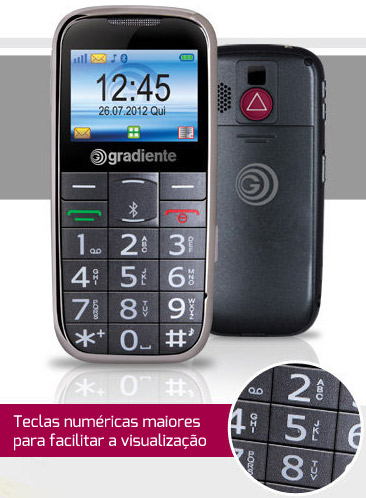 12:45
26.07.2012 Qui
gradiente
1 2 ABC 3 DEF
4 GHI 5 JKL 6 MNO
7 PQRS 8 TUV 9 WXYZ
*+ 0 #
Teclas numéricas maiores
para facilitar a visualização
2 ABC
4 GHI 5 JKL 6
8 TUV